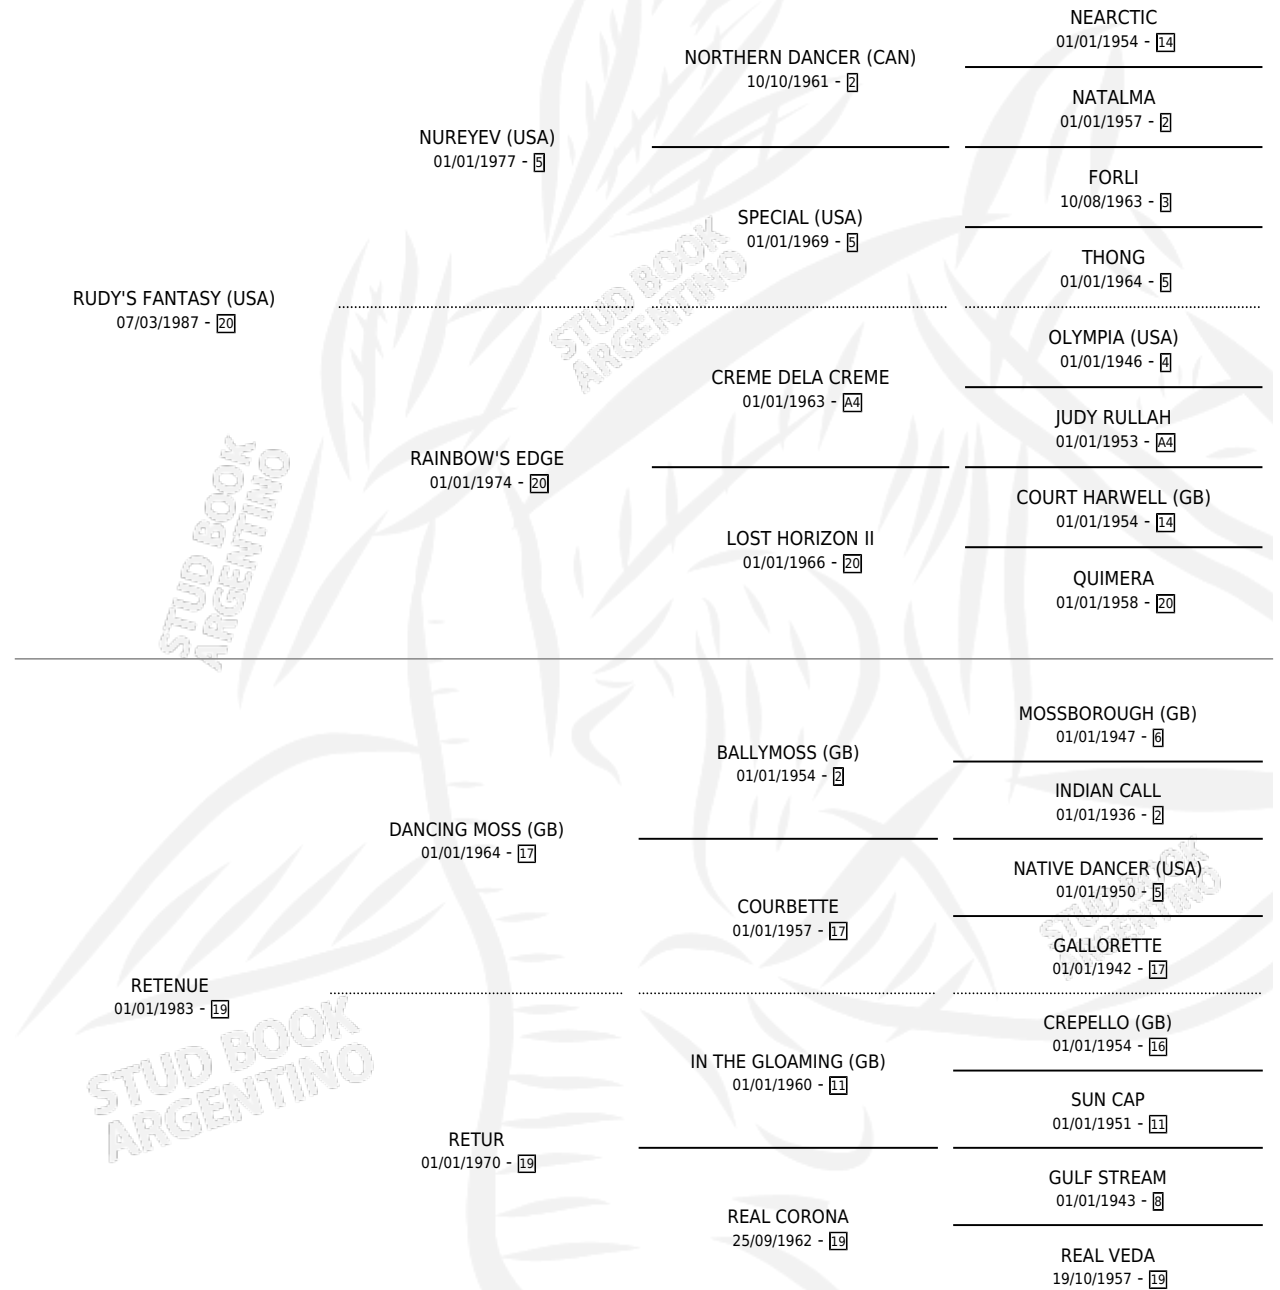 NEARCTIC
01/01/1954 - 14
NORTHERN DANCER (CAN)
10/10/1961 - 2
NATALMA
01/01/1957 - 2
NUREYEV (USA)
01/01/1977 - 5
FORLI
10/08/1963 - 3
SPECIAL (USA)
01/01/1969 - 5
THONG
01/01/1964 - 5
RUDY'S FANTASY (USA)
07/03/1987 - 20
OLYMPIA (USA)
01/01/1946 - 4
CREME DELA CREME
01/01/1963 - A4
JUDY RULLAH
01/01/1953 - A4
RAINBOW'S EDGE
01/01/1974 - 20
COURT HARWELL (GB)
01/01/1954 - 14
LOST HORIZON II
01/01/1966 - 20
QUIMERA
01/01/1958 - 20
STUD BOOK
ARGENTINO
STUD BOOK
ARGENTINO
MOSSBOROUGH (GB)
01/01/1947 - 6
BALLYMOSS (GB)
01/01/1954 - 2
INDIAN CALL
01/01/1936 - 2
DANCING MOSS (GB)
01/01/1964 - 17
NATIVE DANCER (USA)
01/01/1950 - 5
COURBETTE
01/01/1957 - 17
GALLORETTE
01/01/1942 - 17
RETENUE
01/01/1983 - 19
CREPELLO (GB)
01/01/1954 - 16
IN THE GLOAMING (GB)
01/01/1960 - 11
SUN CAP
01/01/1951 - 11
RETUR
01/01/1970 - 19
GULF STREAM
01/01/1943 - 8
REAL CORONA
25/09/1962 - 19
REAL VEDA
19/10/1957 - 19
STUD BOOK
ARGENTINO
STUD BOOK
ARGENTINO